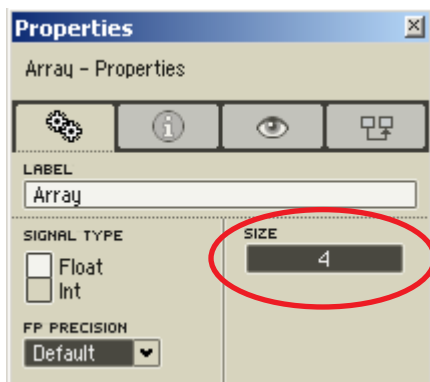 Properties
Array - Properties
LABEL
Array
SIGNAL TYPE
Float
Int
FP PRECISION
Default
SIZE
4